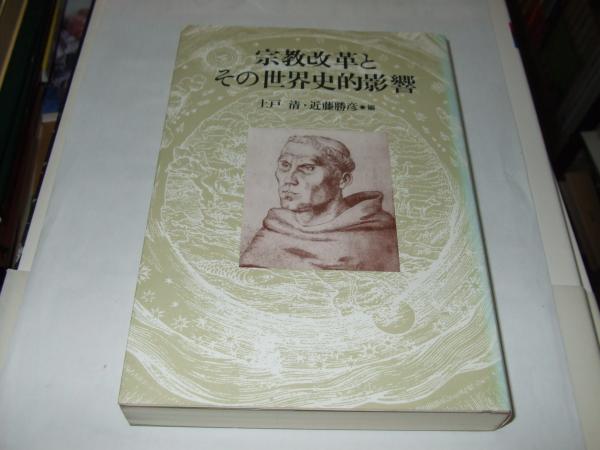 宗教改革と
その世界史的影響
土戸 清・近藤勝彦●編